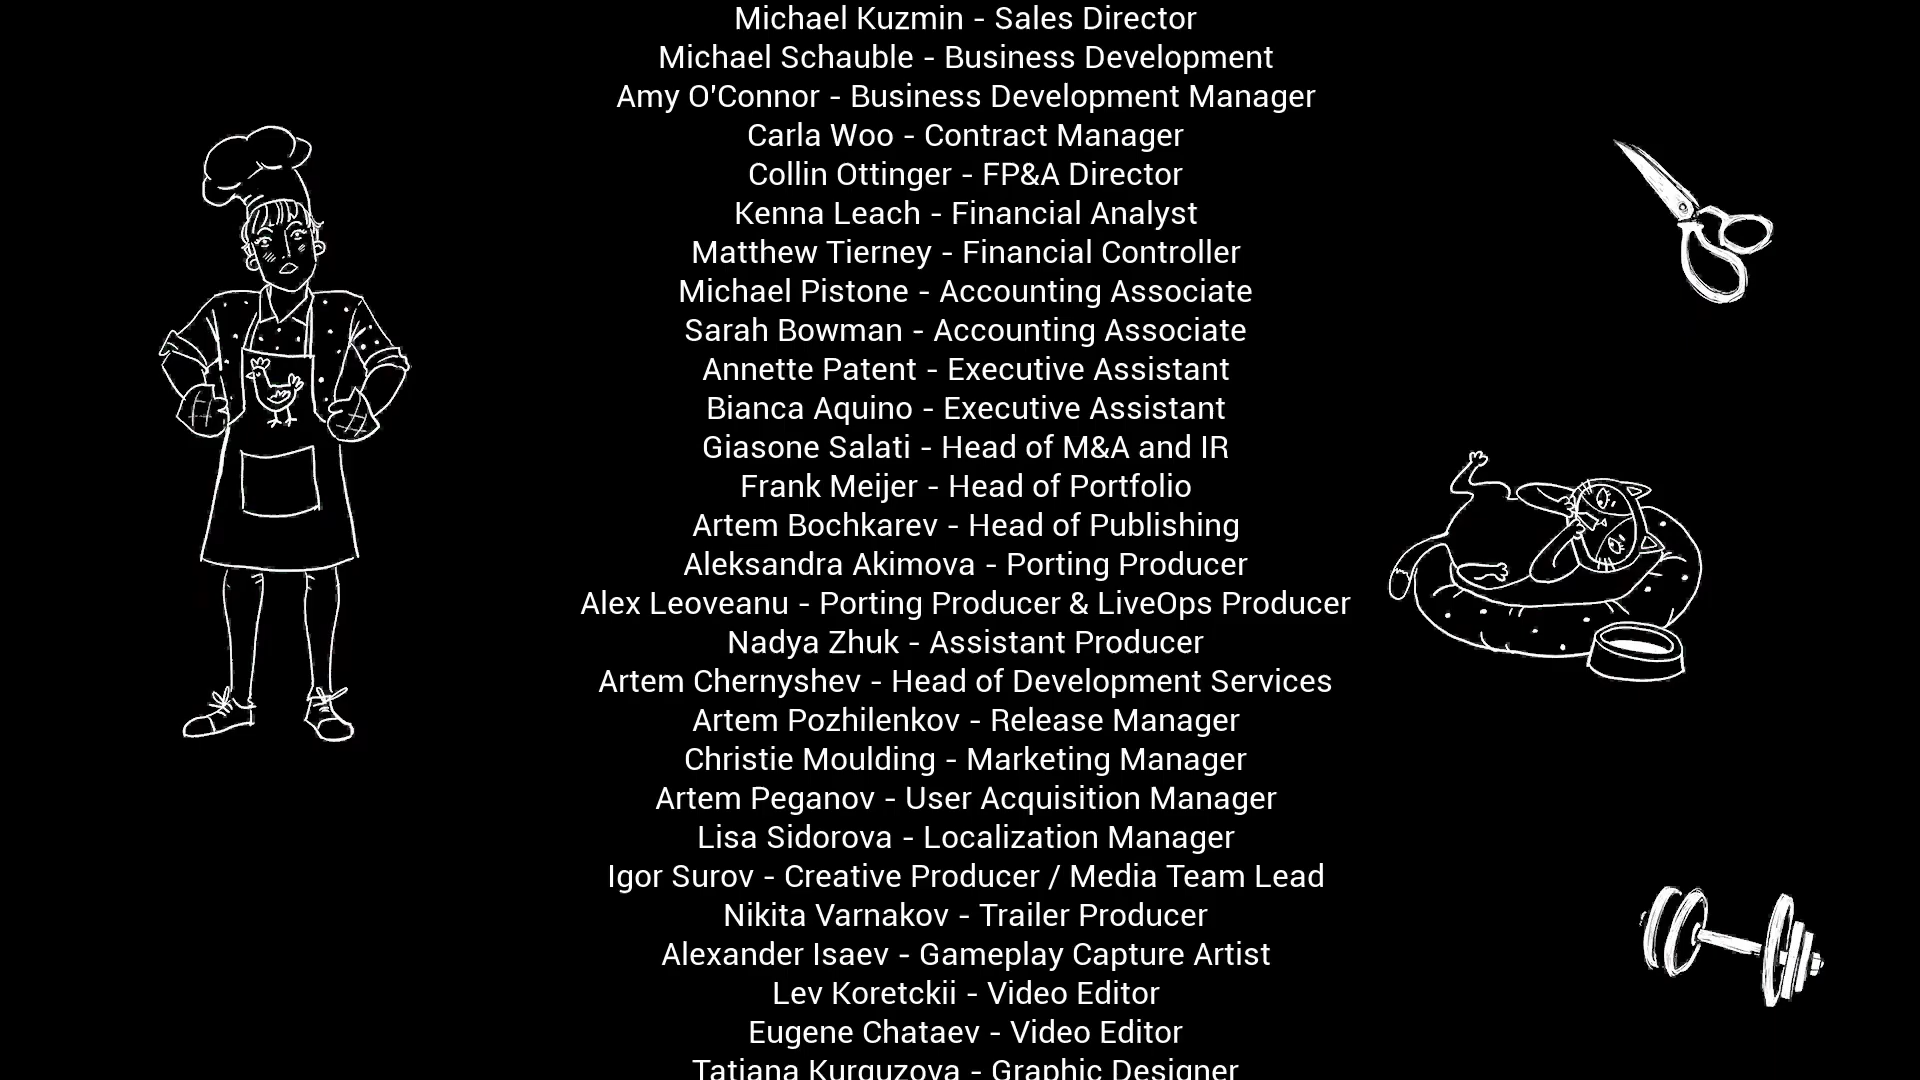 Michael Kuzmin - Sales Director
Michael Schauble - Business Development
Amy O'Connor - Business Development Manager
Carla Woo - Contract Manager
Collin Ottinger - FP&A Director
Kenna Leach - Financial Analyst
Matthew Tierney - Financial Controller
Michael Pistone - Accounting Associate
Sarah Bowman - Accounting Associate
Annette Patent - Executive Assistant
Bianca Aquino - Executive Assistant
Giasone Salati - Head of M&A and IR
Frank Meijer - Head of Portfolio
Artem Bochkarev - Head of Publishing
Aleksandra Akimova - Porting Producer
Alex Leoveanu - Porting Producer & LiveOps Producer
Nadya Zhuk - Assistant Producer
Artem Chernyshev - Head of Development Services
Artem Pozhilenkov - Release Manager
Christie Moulding - Marketing Manager
Artem Peganov - User Acquisition Manager
Lisa Sidorova - Localization Manager
Igor Surov - Creative Producer / Media Team Lead
Nikita Varnakov - Trailer Producer
Alexander Isaev - Gameplay Capture Artist
Lev Koretckii - Video Editor
Eugene Chataev - Video Editor
Tatiana Kurguzova - Graphic Designer